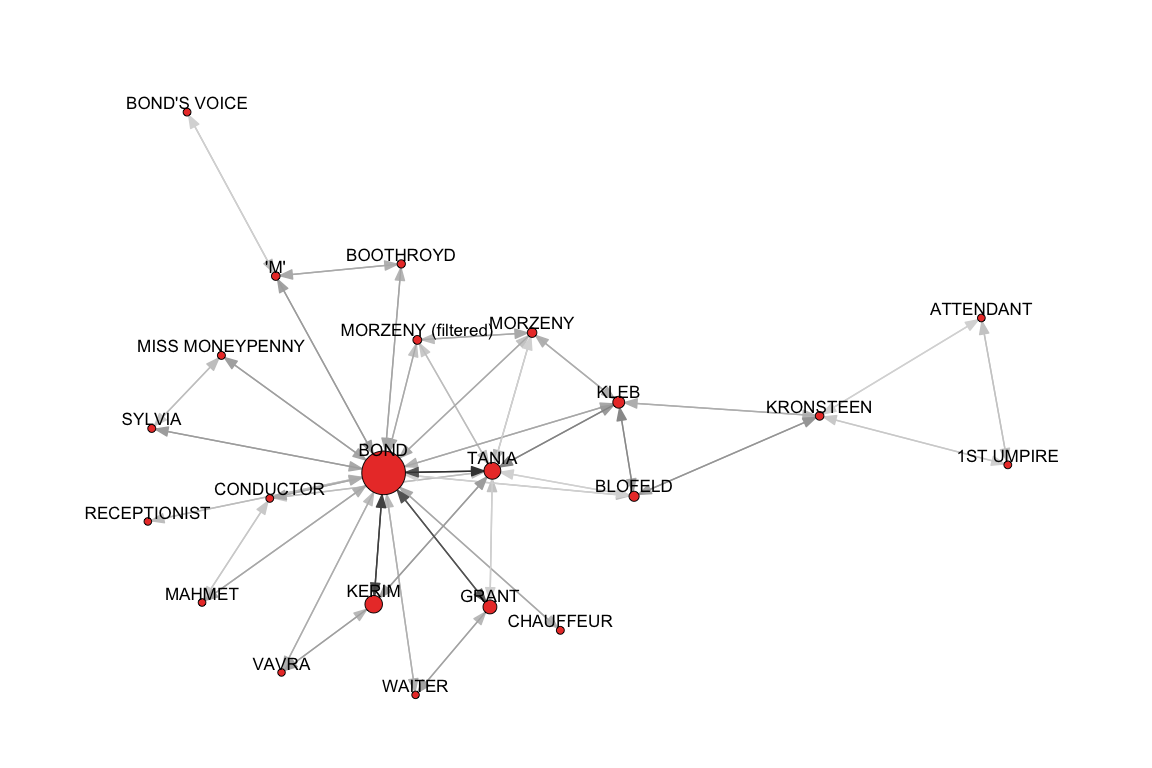 BOND'S VOICE
'M'
BOOTHROYD
ATTENDANT
MORZENY (filtered)
MORZENY
MISS MONEYPENNY
KLEB
KRONSTEEN
SYLVIA
BOND
TANIA
1ST UMPIRE
CONDUCTOR
BLOFELD
RECEPTIONIST
MAHMET
KERIM
GRANT
CHAUFFEUR
VAVRA
WAITER